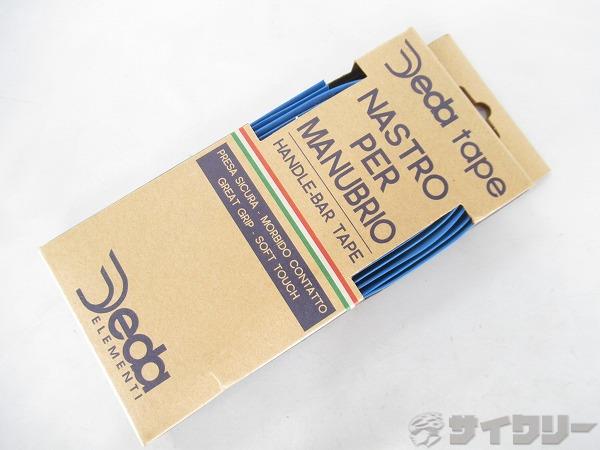 Deda tape
NASTRO
PER
MANUBRIO
HANDLE-BAR TAPE
PRESA SICURA - MORBIDO CONTATTO
GREAT GRIP - SOFT TOUCH
Deda
ELEMENTI
サイクリー